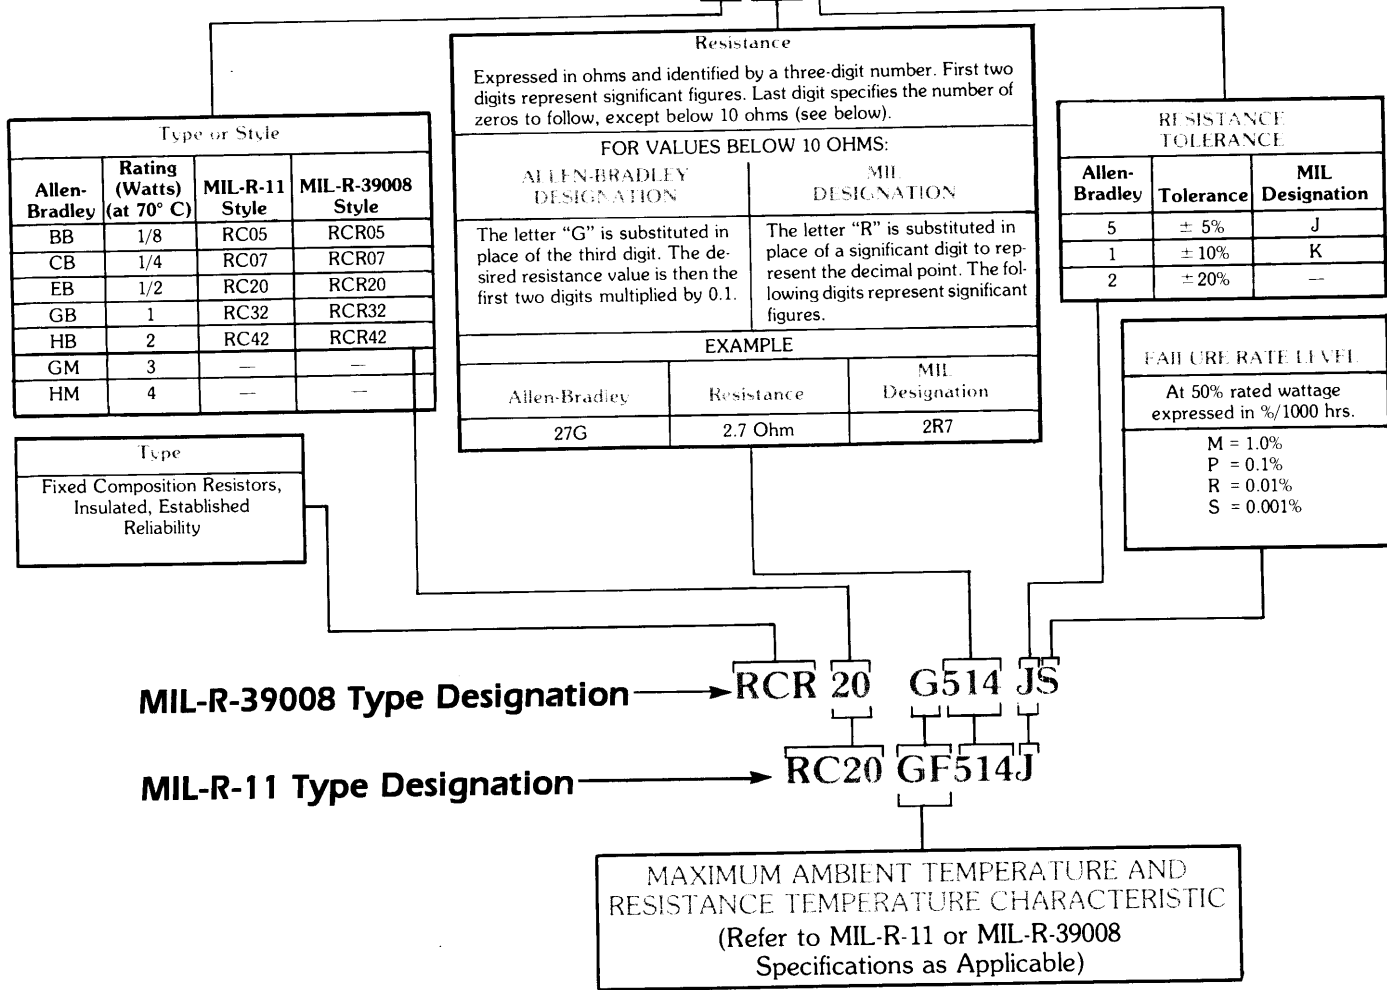 Resistance
Expressed in ohms and identified by a three-digit number. First two
digits represent significant figures. Last digit specifies the number of
zeros to follow, except below 10 ohms (see below).
FOR VALUES BELOW 10 OHMS:
ALLEN-BRADLEY
DESIGNATION
MIL
DESIGNATION
The letter "G" is substituted in
place of the third digit. The de-
sired resistance value is then the
first two digits multiplied by 0.1.
The letter "R" is substituted in
place of a significant digit to rep-
resent the decimal point. The fol-
lowing digits represent significant
figures.
EXAMPLE
Allen-Bradley Resistance MIL
Designation
27G 2.7 Ohm 2R7
Type or Style
Allen-
Bradley
Rating
(Watts)
(at 70° C)
MIL-R-11
Style
MIL-R-39008
Style
BB 1/8 RC05 RCR05
CB 1/4 RC07 RCR07
EB 1/2 RC20 RCR20
GB 1 RC32 RCR32
HB 2 RC42 RCR42
GM 3 — —
HM 4 — —
RESISTANCE
TOLERANCE
Allen-
Bradley
Tolerance
MIL
Designation
5 ± 5% J
1 ± 10% K
2 ± 20% —
FAILURE RATE LEVEL
At 50% rated wattage
expressed in %/1000 hrs.
M = 1.0%
P = 0.1%
R = 0.01%
S = 0.001%
Type
Fixed Composition Resistors,
Insulated, Established
Reliability
MIL-R-39008 Type Designation RCR 20 G514 JS
MIL-R-11 Type Designation RC20 GF514J
MAXIMUM AMBIENT TEMPERATURE AND
RESISTANCE TEMPERATURE CHARACTERISTIC
(Refer to MIL-R-11 or MIL-R-39008
Specifications as Applicable)